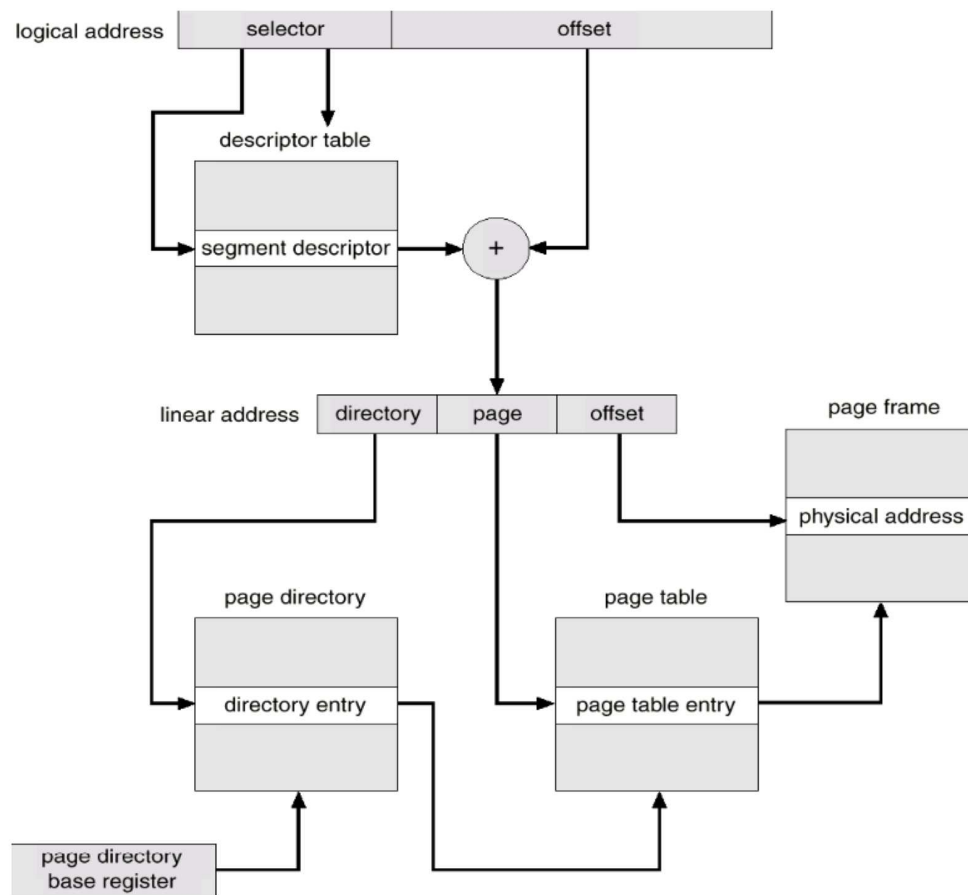 logical address
selector
offset
descriptor table
segment descriptor
+
linear address
directory
page
offset
page frame
physical address
page directory
page table
directory entry
page table entry
page directory
base register